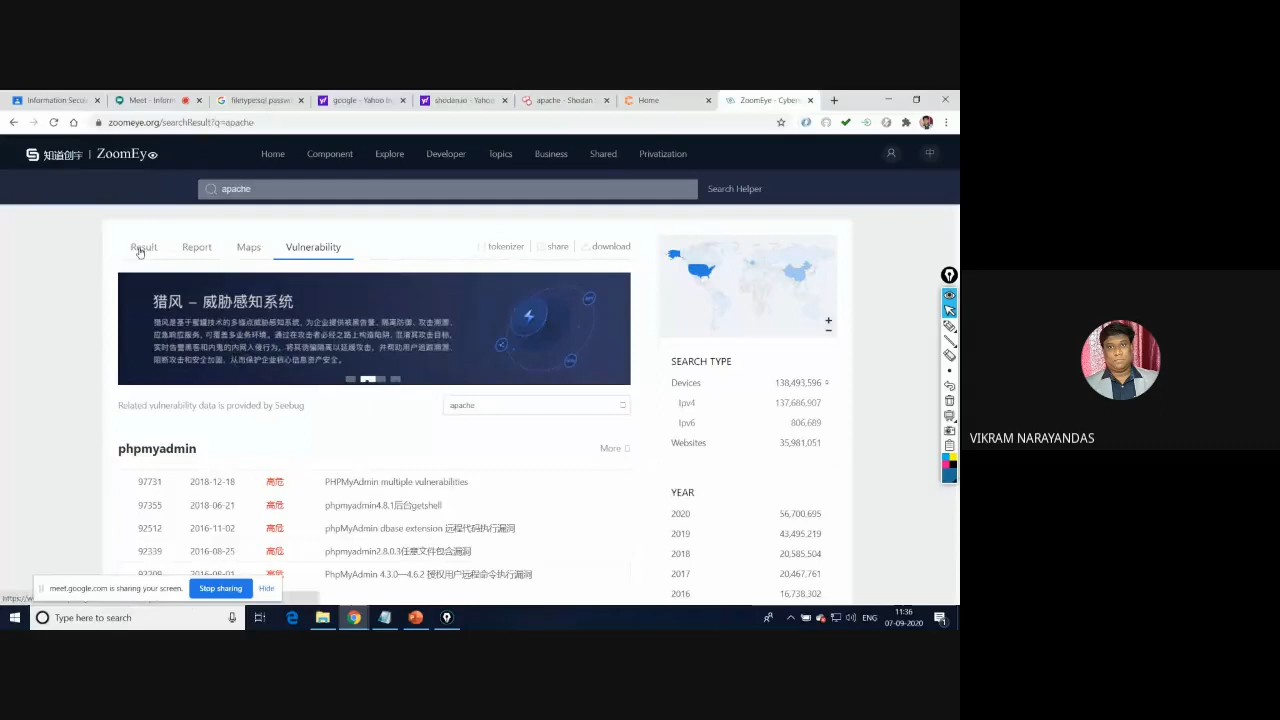 Information Secu
Meet - Inform
filetype:sql passw
google - Yahoo In
shodan.io - Yahoo
apache - Shodan
Home
ZoomEye - Cyber
zoomeye.org/searchResult?q=apache
知道创宇 | ZoomEye
Home
Component
Explore
Developer
Topics
Business
Shared
Privatization
中
apache
Search Helper
Result
Report
Maps
Vulnerability
tokenizer
share
download
猎风 – 威胁感知系统
Related vulnerability data is provided by Seebug
apache
phpmyadmin
More
97731 2018-12-18 高危 PHPMyAdmin multiple vulnerabilities
97355 2018-06-21 高危 phpmyadmin4.8.1后台getshell
92512 2016-11-02 高危 phpMyAdmin dbase extension 远程代码执行漏洞
92339 2016-08-25 高危 phpmyadmin2.8.0.3任意文件包含漏洞
92209 2016-08-01 高危 PhpMyAdmin 4.3.0—4.6.2 授权用户远程命令执行漏洞
+
−
SEARCH TYPE
Devices 138,493,596
Ipv4 137,686,907
Ipv6 806,689
Websites 35,981,051
YEAR
2020 56,700,695
2019 43,495,219
2018 20,585,504
2017 20,467,761
2016 16,738,302
meet.google.com is sharing your screen.
Stop sharing
Hide
Type here to search
ENG
11:36
07-09-2020
VIKRAM NARAYANDAS